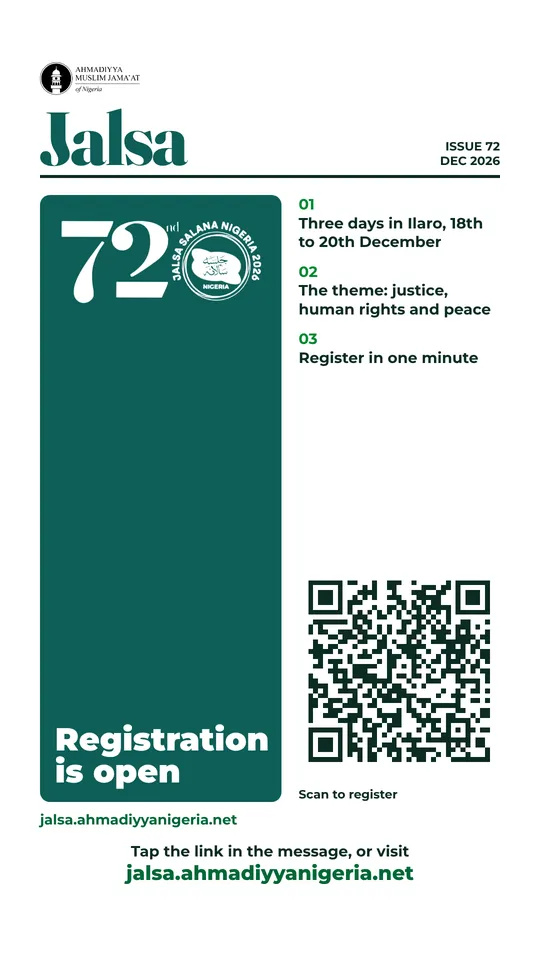 AHMADIYYA
MUSLIM JAMA'AT
of Nigeria
Jalsa
ISSUE 72
DEC 2026
72nd
JALSA SALANA NIGERIA 2026
جلسہ
سالانہ
NIGERIA
Registration
is open
jalsa.ahmadiyyanigeria.net
01
Three days in Ilaro, 18th
to 20th December
02
The theme: justice,
human rights and peace
03
Register in one minute
Scan to register
Tap the link in the message, or visit
jalsa.ahmadiyyanigeria.net